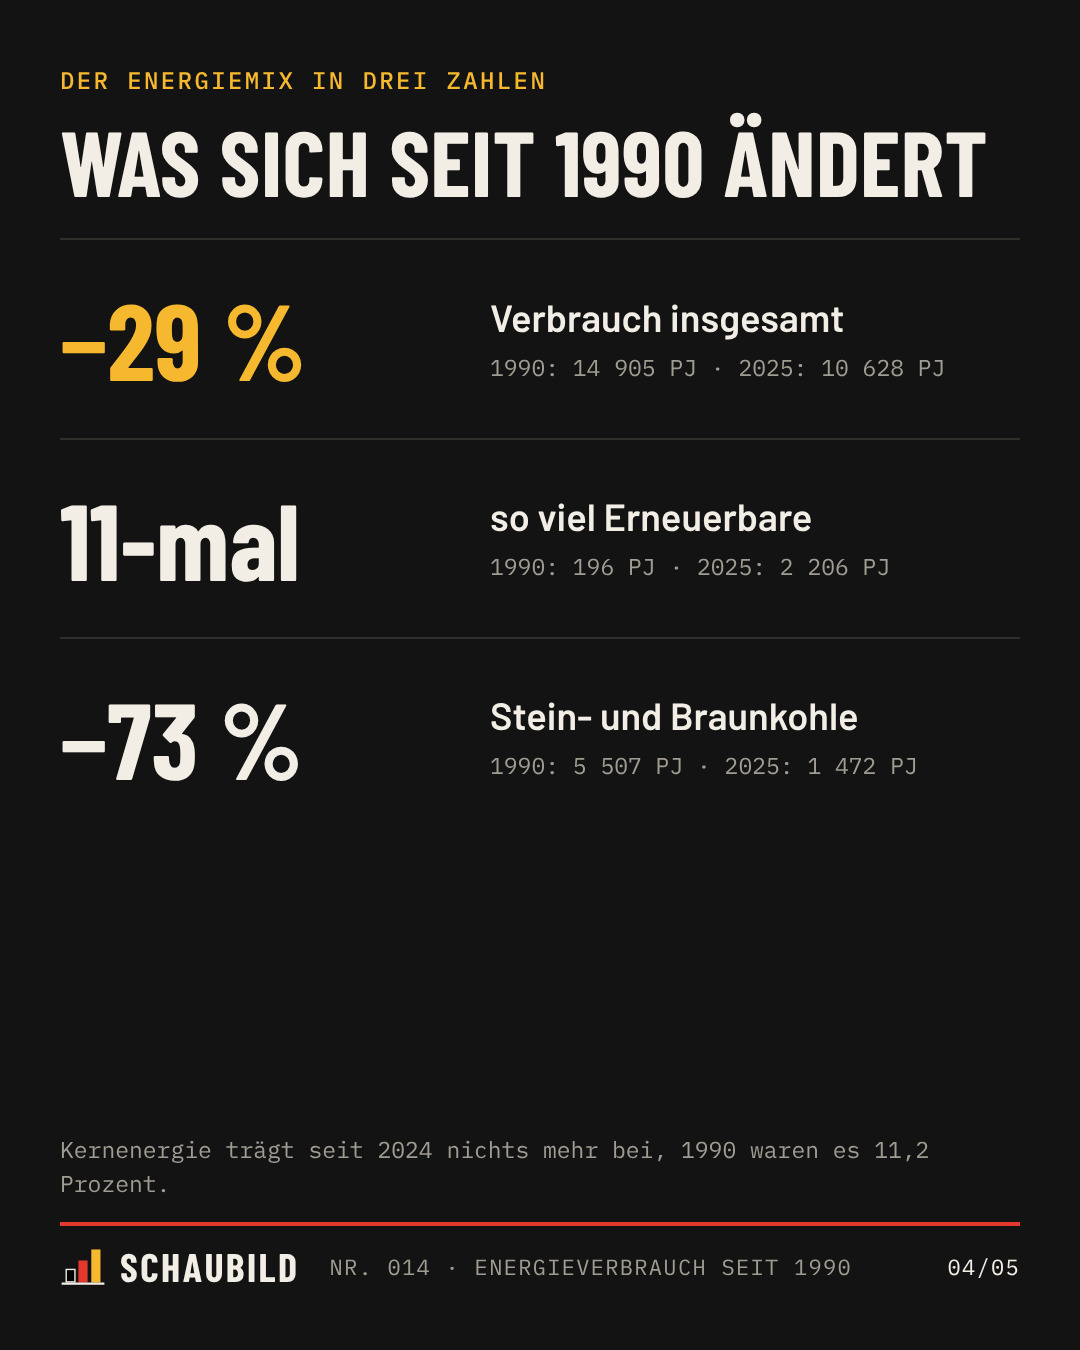 DER ENERGIEMIX IN DREI ZAHLEN
WAS SICH SEIT 1990 ÄNDERT
–29 %
Verbrauch insgesamt
1990: 14 905 PJ · 2025: 10 628 PJ
11-mal
so viel Erneuerbare
1990: 196 PJ · 2025: 2 206 PJ
–73 %
Stein- und Braunkohle
1990: 5 507 PJ · 2025: 1 472 PJ
Kernenergie trägt seit 2024 nichts mehr bei, 1990 waren es 11,2
Prozent.
SCHAUBILD NR. 014 · ENERGIEVERBRAUCH SEIT 1990 04/05